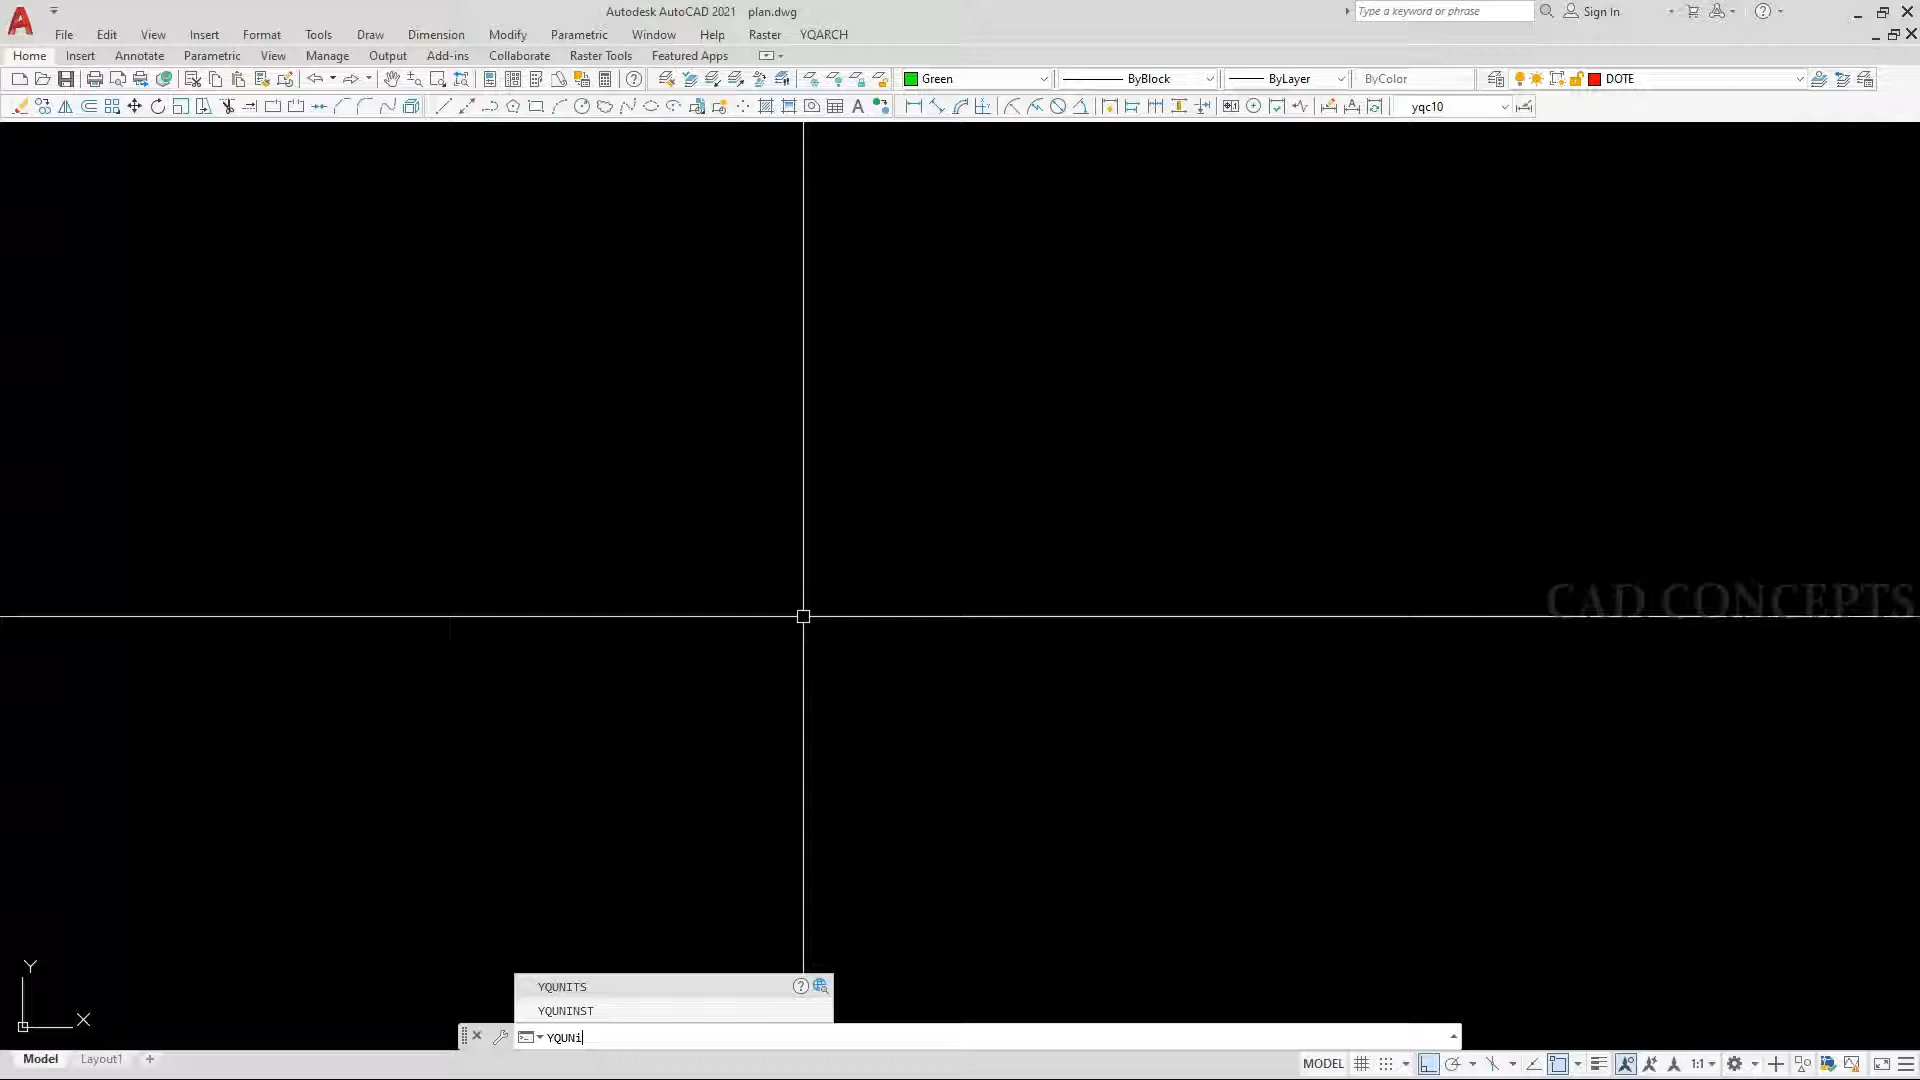 Autodesk AutoCAD 2021 plan.dwg
Type a keyword or phrase
Sign In
File Edit View Insert Format Tools Draw Dimension Modify Parametric Window Help Raster YQARCH
Home Insert Annotate Parametric View Manage Output Add-ins Collaborate Raster Tools Featured Apps
Green ByBlock ByLayer ByColor DOTE
yqc10
CAD CONCEPTS
Y
X
YQUNITS
YQUNINST
YQUNi
Model Layout1 +
MODEL 1:1